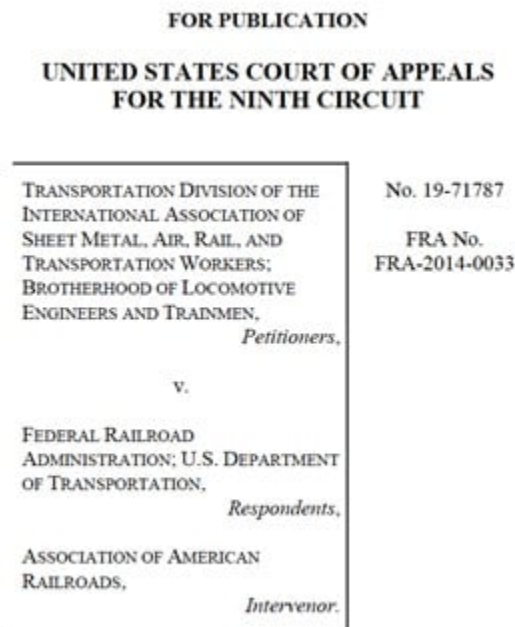 FOR PUBLICATION
UNITED STATES COURT OF APPEALS
FOR THE NINTH CIRCUIT
TRANSPORTATION DIVISION OF THE
INTERNATIONAL ASSOCIATION OF
SHEET METAL, AIR, RAIL, AND
TRANSPORTATION WORKERS;
BROTHERHOOD OF LOCOMOTIVE
ENGINEERS AND TRAINMEN,
Petitioners,
v.
FEDERAL RAILROAD
ADMINISTRATION; U.S. DEPARTMENT
OF TRANSPORTATION,
Respondents,
ASSOCIATION OF AMERICAN
RAILROADS,
Intervenor.
No. 19-71787
FRA No.
FRA-2014-0033